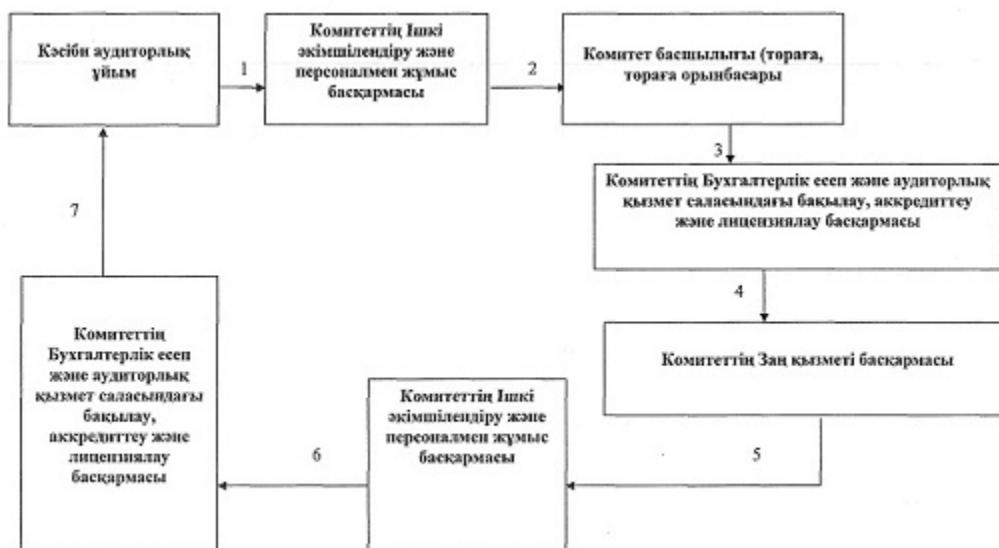 Кәсіби аудиторлық
ұйым
1
Комитеттің Ішкі
әкімшілендіру және
персоналмен жұмыс
басқармасы
2
Комитет басшылығы (төраға,
төраға орынбасары
3
Комитеттің Бухгалтерлік есеп және аудиторлық
қызмет саласындағы бақылау, аккредиттеу
және лицензиялау басқармасы
4
Комитеттің Заң қызметі басқармасы
5
Комитеттің Ішкі
әкімшілендіру және
персоналмен жұмыс
басқармасы
6
Комитеттің
Бухгалтерлік есеп
және аудиторлық
қызмет саласындағы
бақылау,
аккредиттеу және
лицензиялау
басқармасы
7